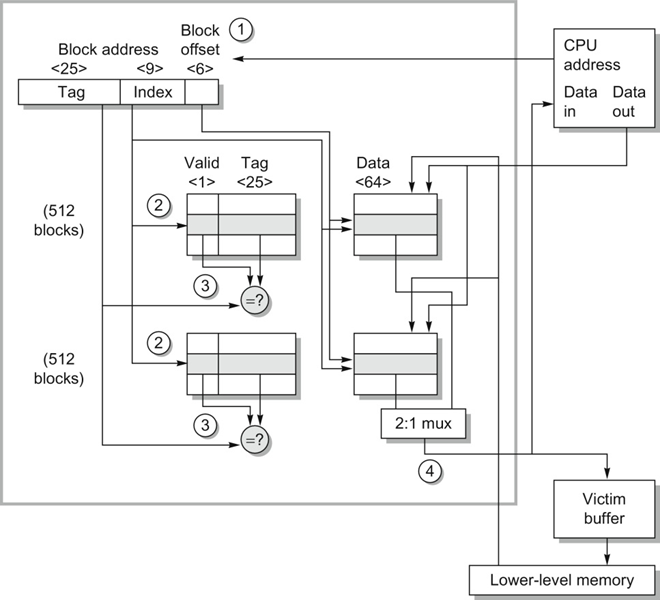 Block
offset
<6>
1
Block address
<25>
<9>
Tag
Index
CPU
address
Data
in
Data
out
Valid
<1>
Tag
<25>
Data
<64>
(512
blocks)
2
3
=?
(512
blocks)
2
3
=?
2:1 mux
4
Victim
buffer
Lower-level memory